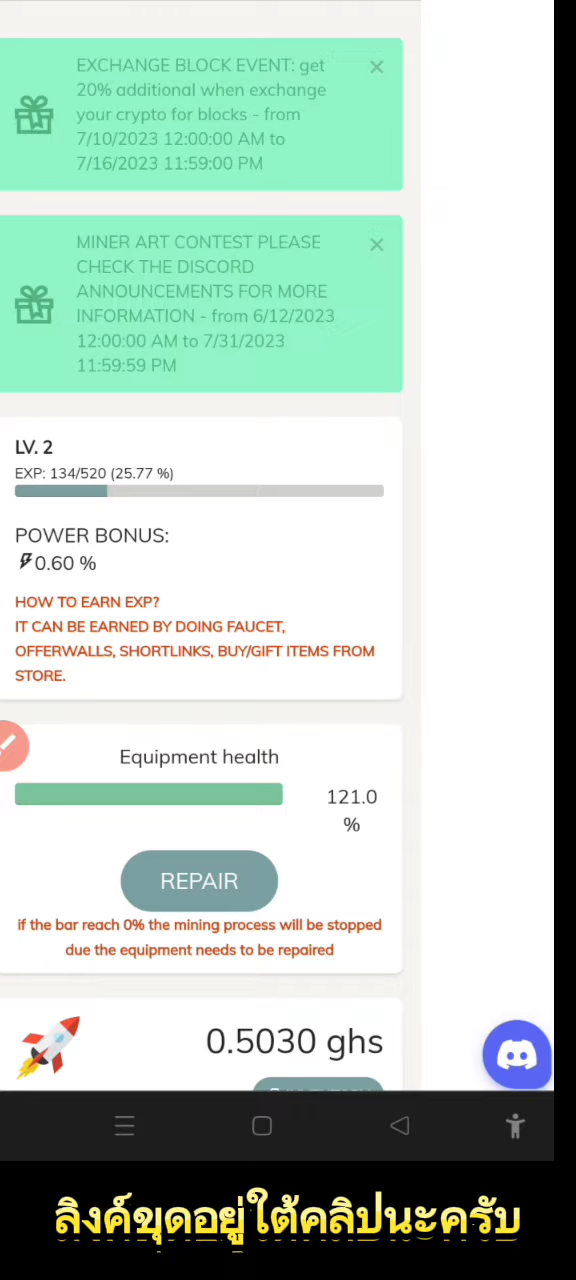 EXCHANGE BLOCK EVENT: get
20% additional when exchange
your crypto for blocks - from
7/10/2023 12:00:00 AM to
7/16/2023 11:59:00 PM
MINER ART CONTEST PLEASE
CHECK THE DISCORD
ANNOUNCEMENTS FOR MORE
INFORMATION - from 6/12/2023
12:00:00 AM to 7/31/2023
11:59:59 PM
LV. 2
EXP: 134/520 (25.77 %)
POWER BONUS:
0.60 %
HOW TO EARN EXP?
IT CAN BE EARNED BY DOING FAUCET,
OFFERWALLS, SHORTLINKS, BUY/GIFT ITEMS FROM
STORE.
Equipment health
121.0
%
REPAIR
if the bar reach 0% the mining process will be stopped
due the equipment needs to be repaired
0.5030 ghs
ลิงค์ขุดอยู่ใต้คลิปนะครับ